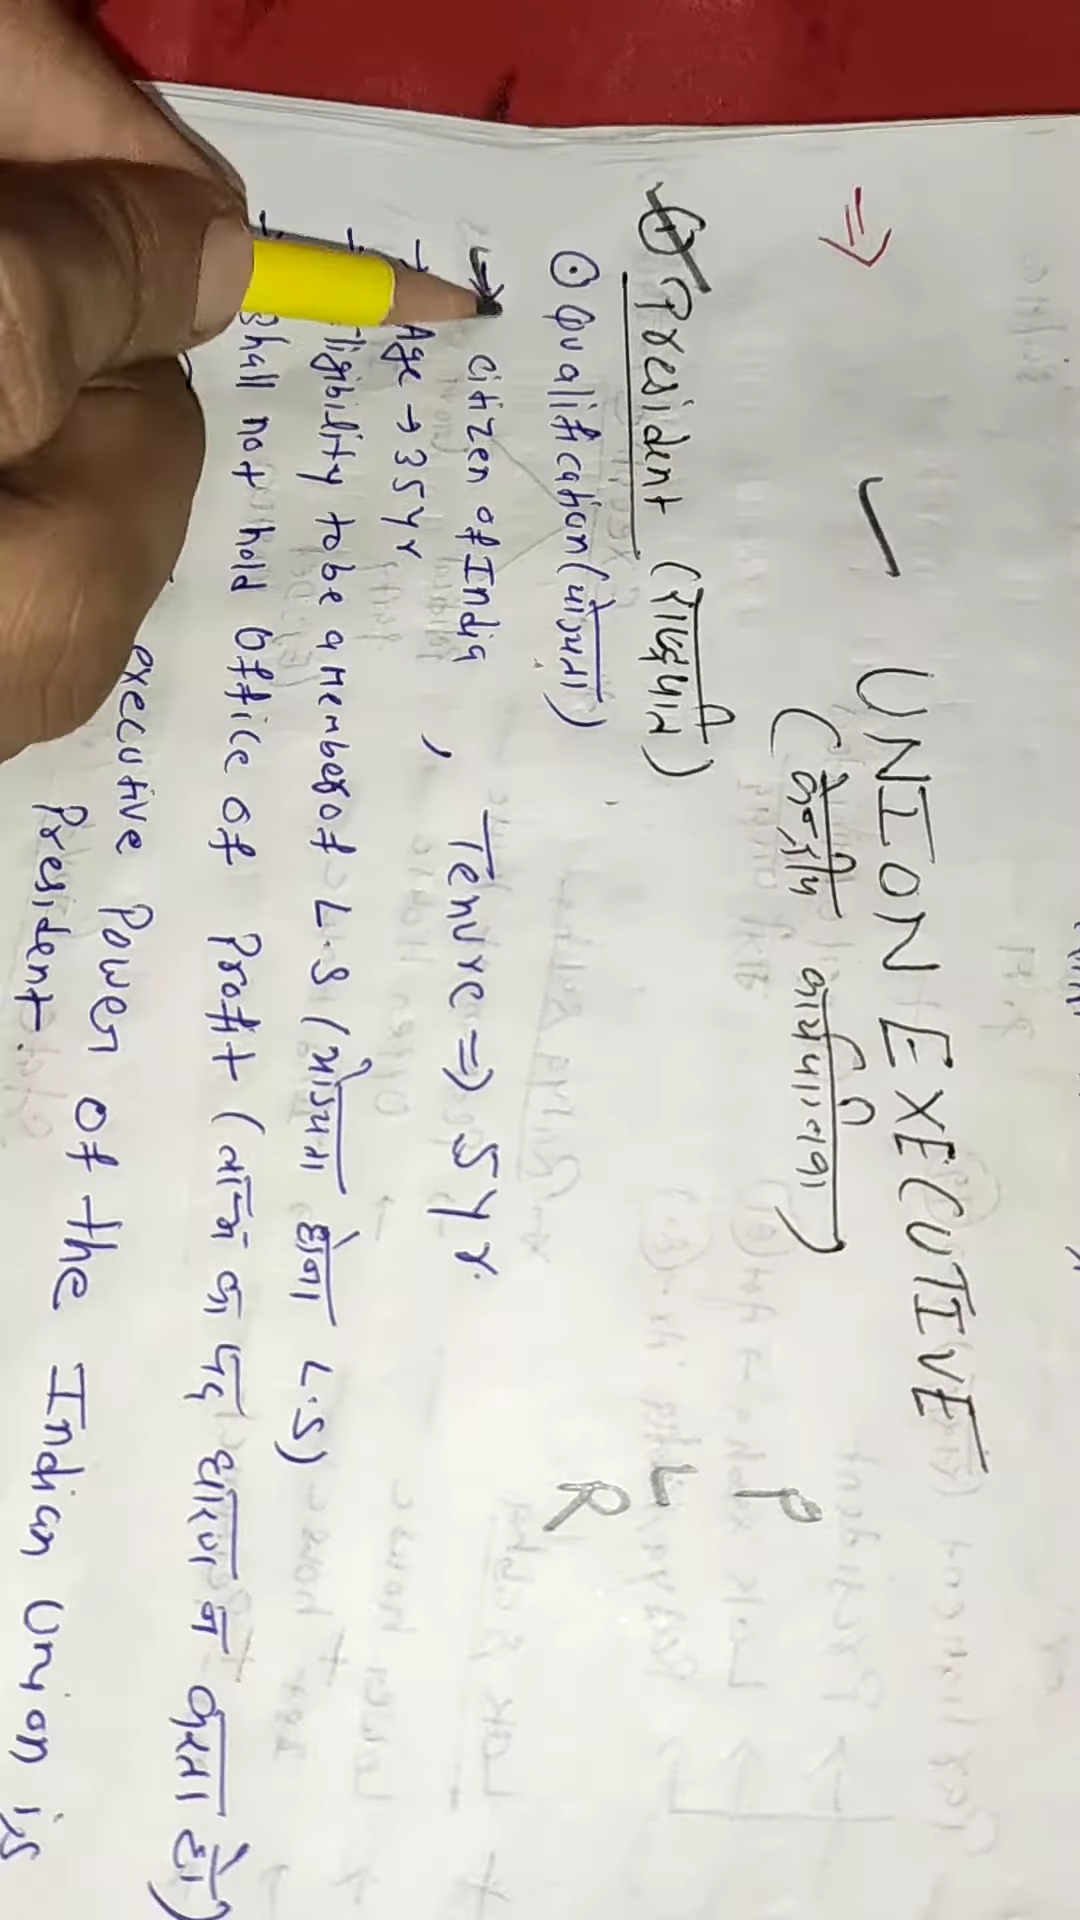 UNION EXECUTIVE
(केन्द्रीय कार्यपालिका)
P
L
R
① President (राष्ट्रपति)
⊙ Qualification (योग्यता)
↳ citizen of India, Tenure ⇒ 5 yr.
→ Age → 35 yr
→ Eligibility to be a member of L.S (योग्यता होना L.S)
→ shall not hold office of Profit (लाभ का पद धारण न करता हो)
executive Power of the Indian Union is
President.